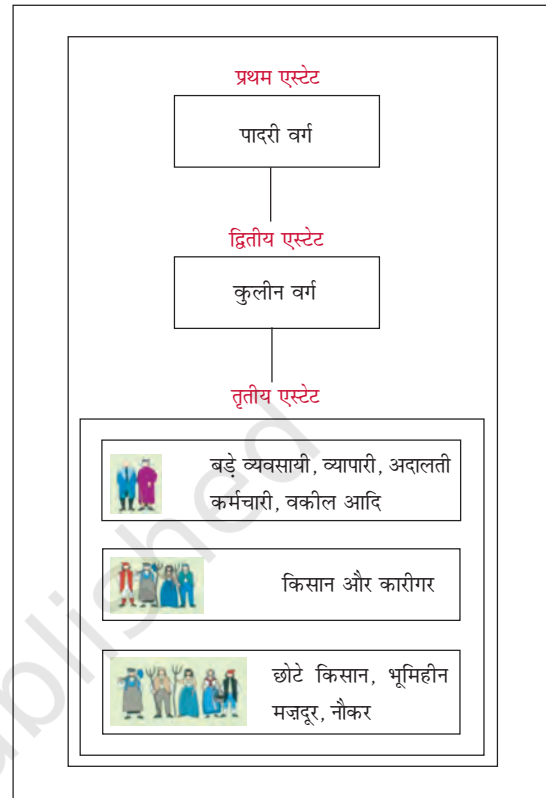 प्रथम एस्टेट
पादरी वर्ग
द्वितीय एस्टेट
कुलीन वर्ग
तृतीय एस्टेट
बड़े व्यवसायी, व्यापारी, अदालती
कर्मचारी, वकील आदि
किसान और कारीगर
छोटे किसान, भूमिहीन
मज़दूर, नौकर